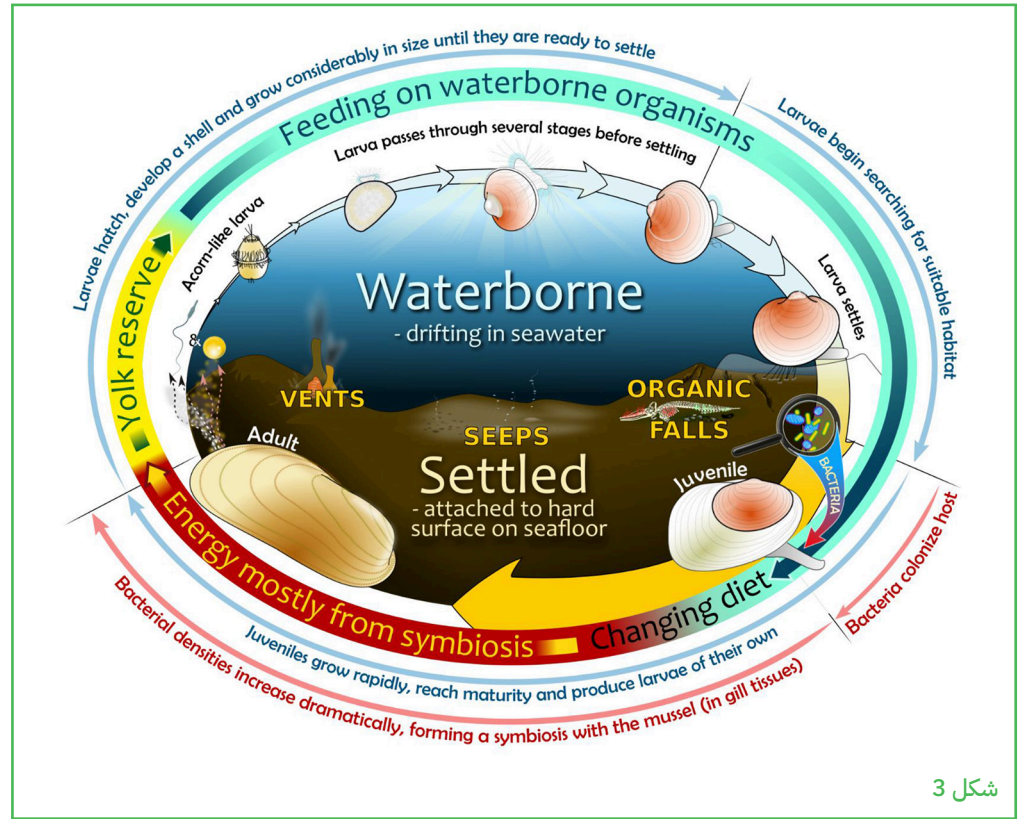 Larvae hatch, develop a shell and grow considerably in size until they are ready to settle
Larvae begin searching for suitable habitat
Feeding on waterborne organisms
Larva passes through several stages before settling
Acorn-like larva
Larva settles
Yolk reserve
&
Waterborne
- drifting in seawater
VENTS
SEEPS
ORGANIC
FALLS
Settled
- attached to hard
surface on seafloor
Adult
Juvenile
BACTERIA
Energy mostly from symbiosis
Changing diet
Bacteria colonize host
Juveniles grow rapidly, reach maturity and produce larvae of their own
Bacterial densities increase dramatically, forming a symbiosis with the mussel (in gill tissues)
شکل 3